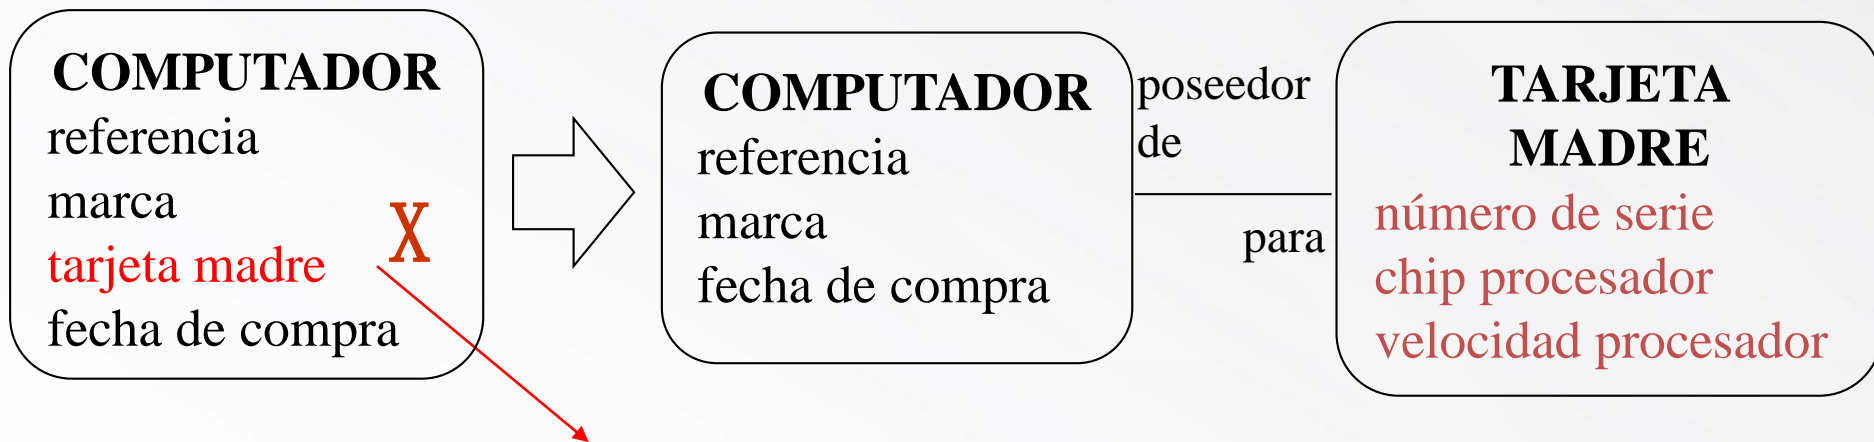 COMPUTADOR
referencia
marca
tarjeta madre
X
fecha de compra
COMPUTADOR
referencia
marca
fecha de compra
poseedor
de
para
TARJETA
MADRE
número de serie
chip procesador
velocidad procesador